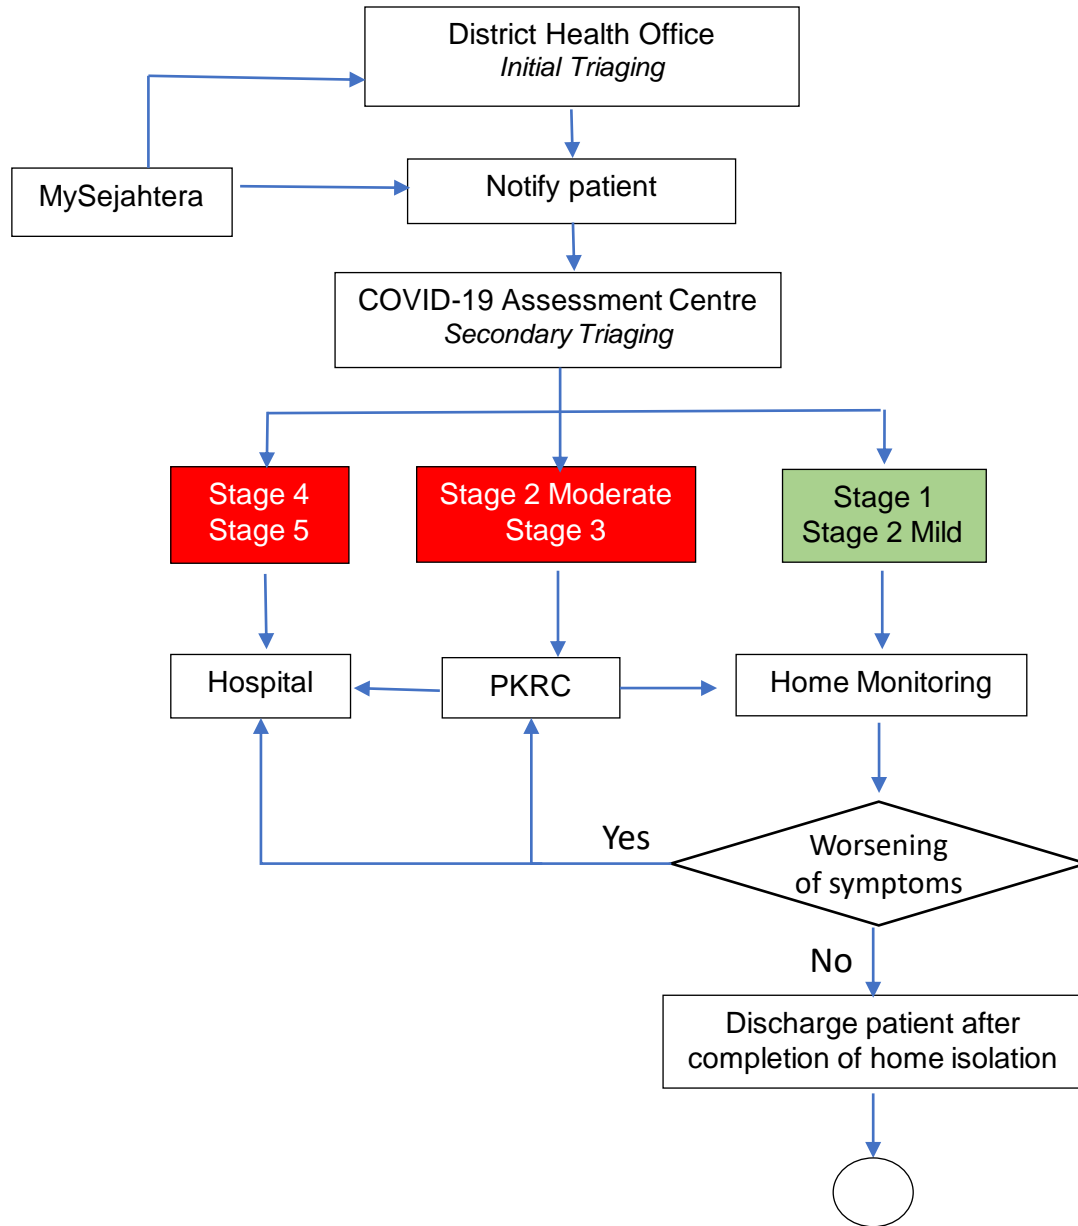 District Health Office
Initial Triaging
MySejahtera
Notify patient
COVID-19 Assessment Centre
Secondary Triaging
Stage 4
Stage 5
Stage 2 Moderate
Stage 3
Stage 1
Stage 2 Mild
Hospital
PKRC
Home Monitoring
Yes
Worsening
of symptoms
No
Discharge patient after
completion of home isolation